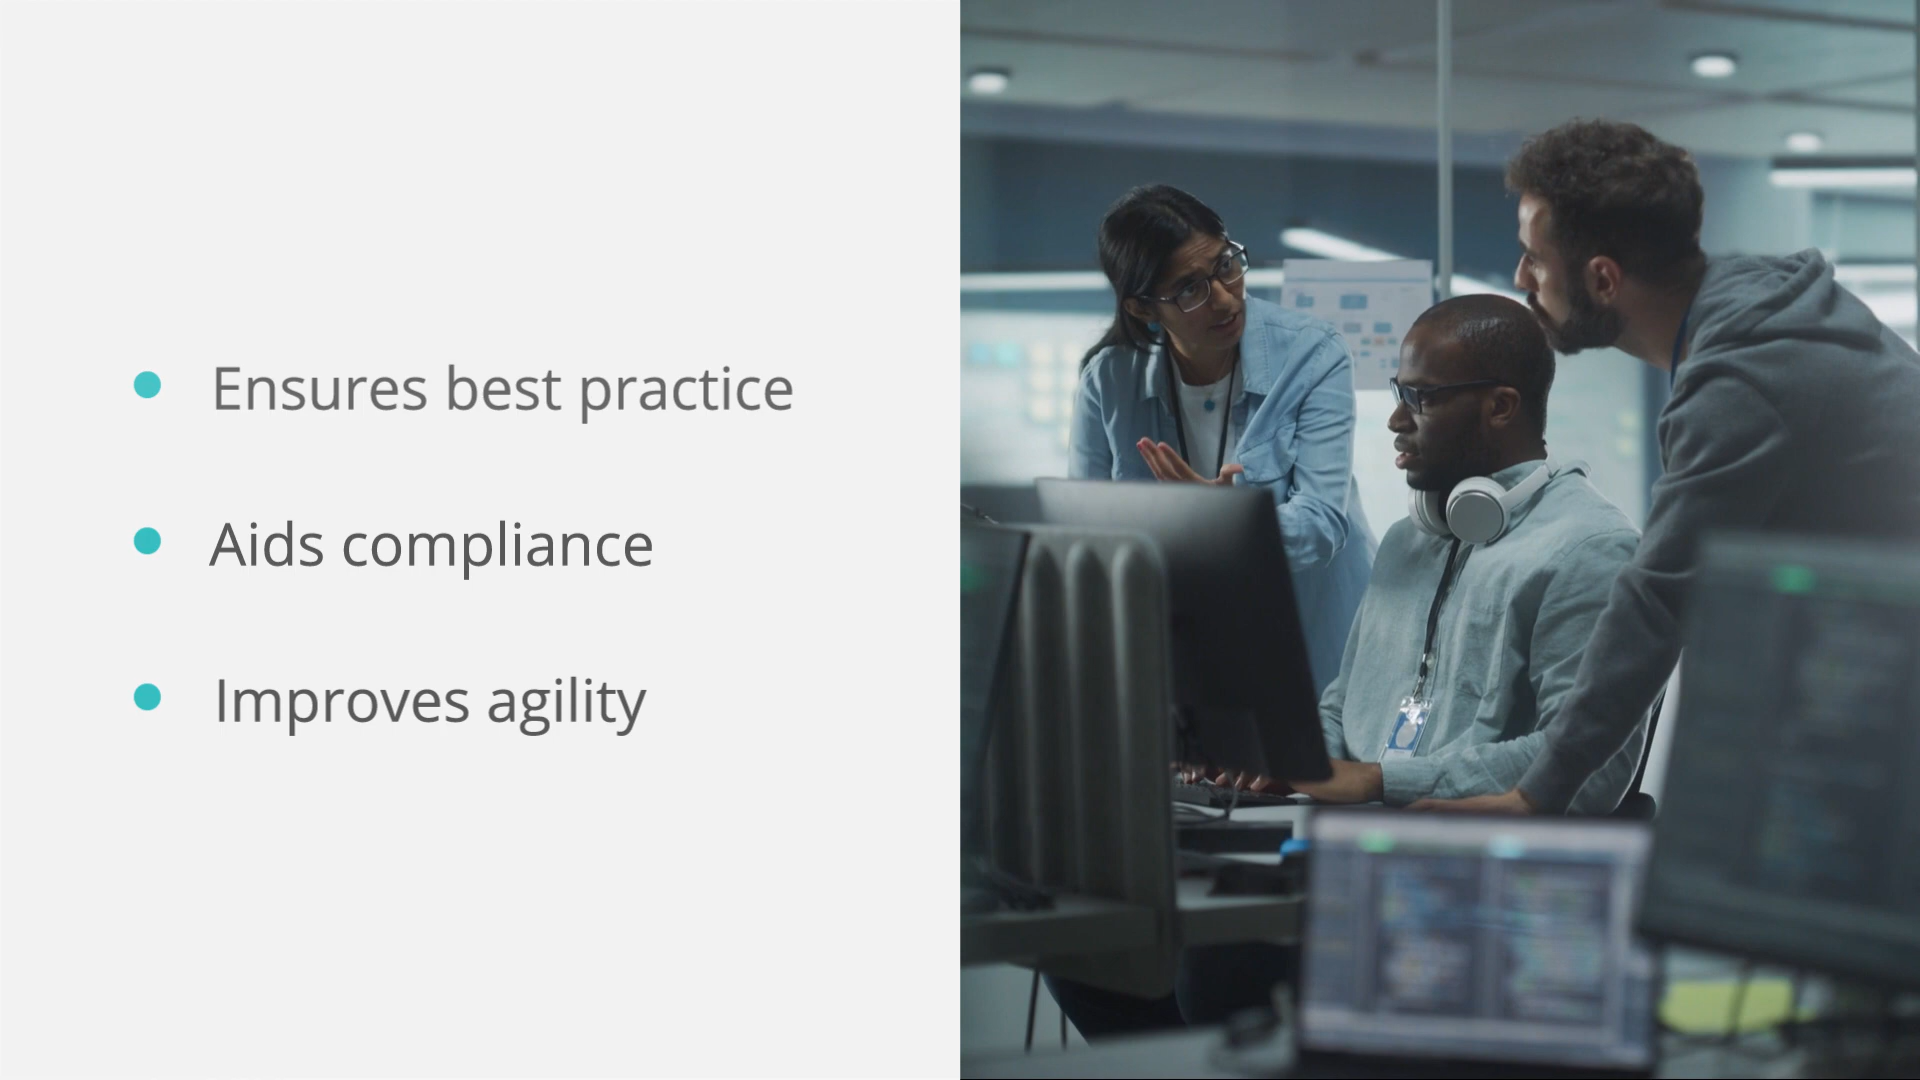 Ensures best practice
Aids compliance
Improves agility